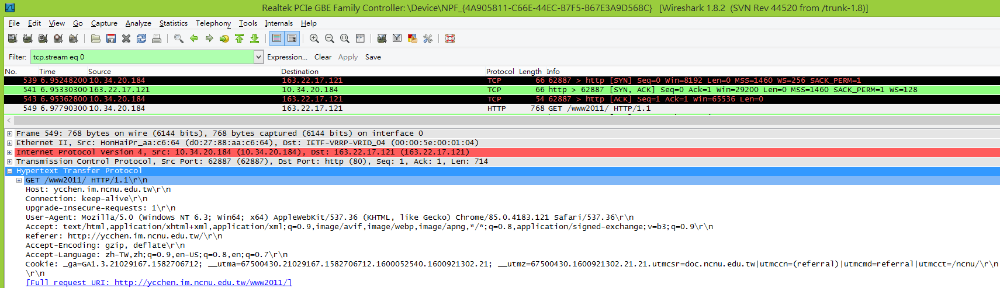 Realtek PCIe GBE Family Controller: \Device\NPF_{4A905811-C66E-44EC-B7F5-B67E3A9D568C} [Wireshark 1.8.2 (SVN Rev 44520 from /trunk-1.8)]
File Edit View Go Capture Analyze Statistics Telephony Tools Internals Help
Filter: tcp.stream eq 0 Expression... Clear Apply Save
No. Time Source Destination Protocol Length Info
539 6.95248200 10.34.20.184 163.22.17.121 TCP 66 62887 > http [SYN] Seq=0 Win=8192 Len=0 MSS=1460 WS=256 SACK_PERM=1
541 6.95330300 163.22.17.121 10.34.20.184 TCP 66 http > 62887 [SYN, ACK] Seq=0 Ack=1 Win=29200 Len=0 MSS=1460 SACK_PERM=1 WS=128
543 6.95362800 10.34.20.184 163.22.17.121 TCP 54 62887 > http [ACK] Seq=1 Ack=1 Win=65536 Len=0
549 6.97790300 10.34.20.184 163.22.17.121 HTTP 768 GET /www2011/ HTTP/1.1
Frame 549: 768 bytes on wire (6144 bits), 768 bytes captured (6144 bits) on interface 0
Ethernet II, Src: HonHaiPr_aa:c6:64 (d0:27:88:aa:c6:64), Dst: IETF-VRRP-VRID_04 (00:00:5e:00:01:04)
Internet Protocol Version 4, Src: 10.34.20.184 (10.34.20.184), Dst: 163.22.17.121 (163.22.17.121)
Transmission Control Protocol, Src Port: 62887 (62887), Dst Port: http (80), Seq: 1, Ack: 1, Len: 714
Hypertext Transfer Protocol
GET /www2011/ HTTP/1.1\r\n
Host: ycchen.im.ncnu.edu.tw\r\n
Connection: keep-alive\r\n
Upgrade-Insecure-Requests: 1\r\n
User-Agent: Mozilla/5.0 (Windows NT 6.3; Win64; x64) AppleWebKit/537.36 (KHTML, like Gecko) Chrome/85.0.4183.121 Safari/537.36\r\n
Accept: text/html,application/xhtml+xml,application/xml;q=0.9,image/avif,image/webp,image/apng,*/*;q=0.8,application/signed-exchange;v=b3;q=0.9\r\n
Referer: http://ycchen.im.ncnu.edu.tw/\r\n
Accept-Encoding: gzip, deflate\r\n
Accept-Language: zh-TW,zh;q=0.9,en-US;q=0.8,en;q=0.7\r\n
Cookie: _ga=GA1.3.21029167.1582706712; __utma=67500430.21029167.1582706712.1600052540.1600921302.21; __utmz=67500430.1600921302.21.21.utmcsr=doc.ncnu.edu.tw|utmccn=(referral)|utmcmd=referral|utmcct=/ncnu/\r\n
\r\n
[Full request URI: http://ycchen.im.ncnu.edu.tw/www2011/]